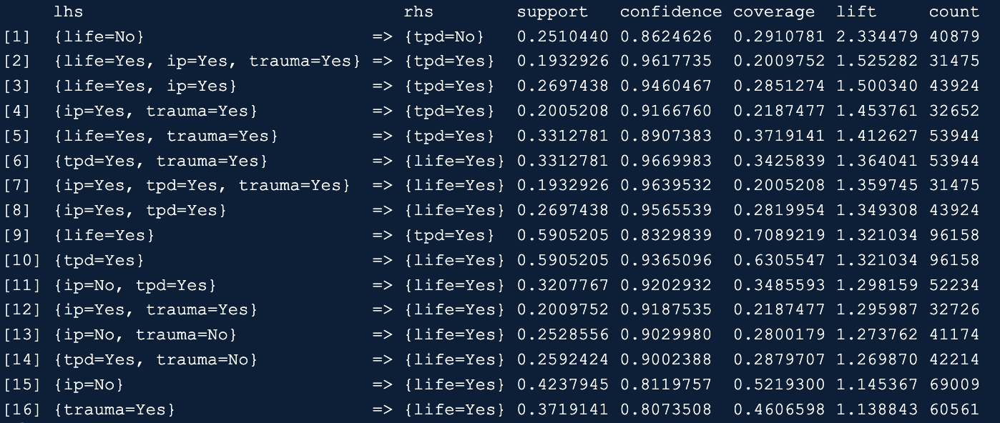 lhs rhs support confidence coverage lift count
[1] {life=No} => {tpd=No} 0.2510440 0.8624626 0.2910781 2.334479 40879
[2] {life=Yes, ip=Yes, trauma=Yes} => {tpd=Yes} 0.1932926 0.9617735 0.2009752 1.525282 31475
[3] {life=Yes, ip=Yes} => {tpd=Yes} 0.2697438 0.9460467 0.2851274 1.500340 43924
[4] {ip=Yes, trauma=Yes} => {tpd=Yes} 0.2005208 0.9166760 0.2187477 1.453761 32652
[5] {life=Yes, trauma=Yes} => {tpd=Yes} 0.3312781 0.8907383 0.3719141 1.412627 53944
[6] {tpd=Yes, trauma=Yes} => {life=Yes} 0.3312781 0.9669983 0.3425839 1.364041 53944
[7] {ip=Yes, tpd=Yes, trauma=Yes} => {life=Yes} 0.1932926 0.9639532 0.2005208 1.359745 31475
[8] {ip=Yes, tpd=Yes} => {life=Yes} 0.2697438 0.9565539 0.2819954 1.349308 43924
[9] {life=Yes} => {tpd=Yes} 0.5905205 0.8329839 0.7089219 1.321034 96158
[10] {tpd=Yes} => {life=Yes} 0.5905205 0.9365096 0.6305547 1.321034 96158
[11] {ip=No, tpd=Yes} => {life=Yes} 0.3207767 0.9202932 0.3485593 1.298159 52234
[12] {ip=Yes, trauma=Yes} => {life=Yes} 0.2009752 0.9187535 0.2187477 1.295987 32726
[13] {ip=No, trauma=No} => {life=Yes} 0.2528556 0.9029980 0.2800179 1.273762 41174
[14] {tpd=Yes, trauma=No} => {life=Yes} 0.2592424 0.9002388 0.2879707 1.269870 42214
[15] {ip=No} => {life=Yes} 0.4237945 0.8119757 0.5219300 1.145367 69009
[16] {trauma=Yes} => {life=Yes} 0.3719141 0.8073508 0.4606598 1.138843 60561